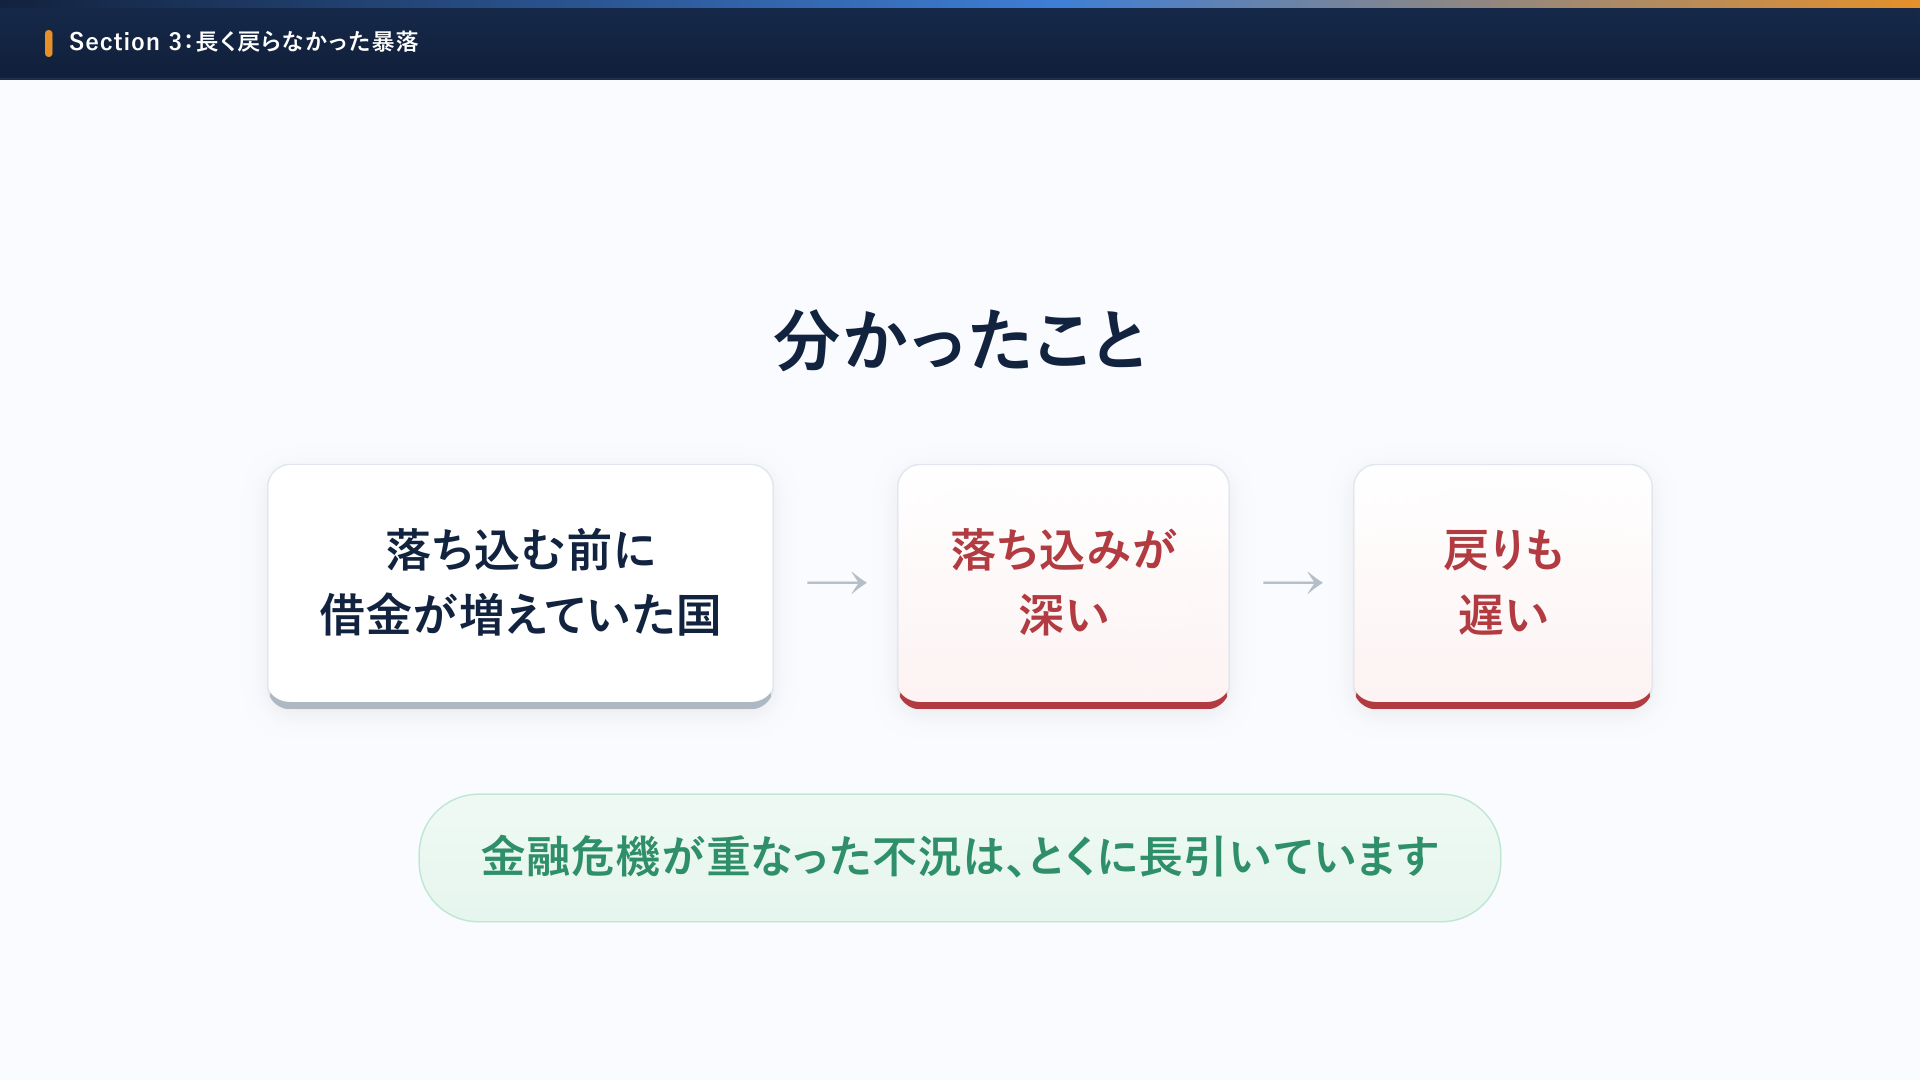 Section 3：長く戻らなかった暴落
分かったこと
落ち込む前に
借金が増えていた国
→
落ち込みが
深い
→
戻りも
遅い
金融危機が重なった不況は、とくに長引いています